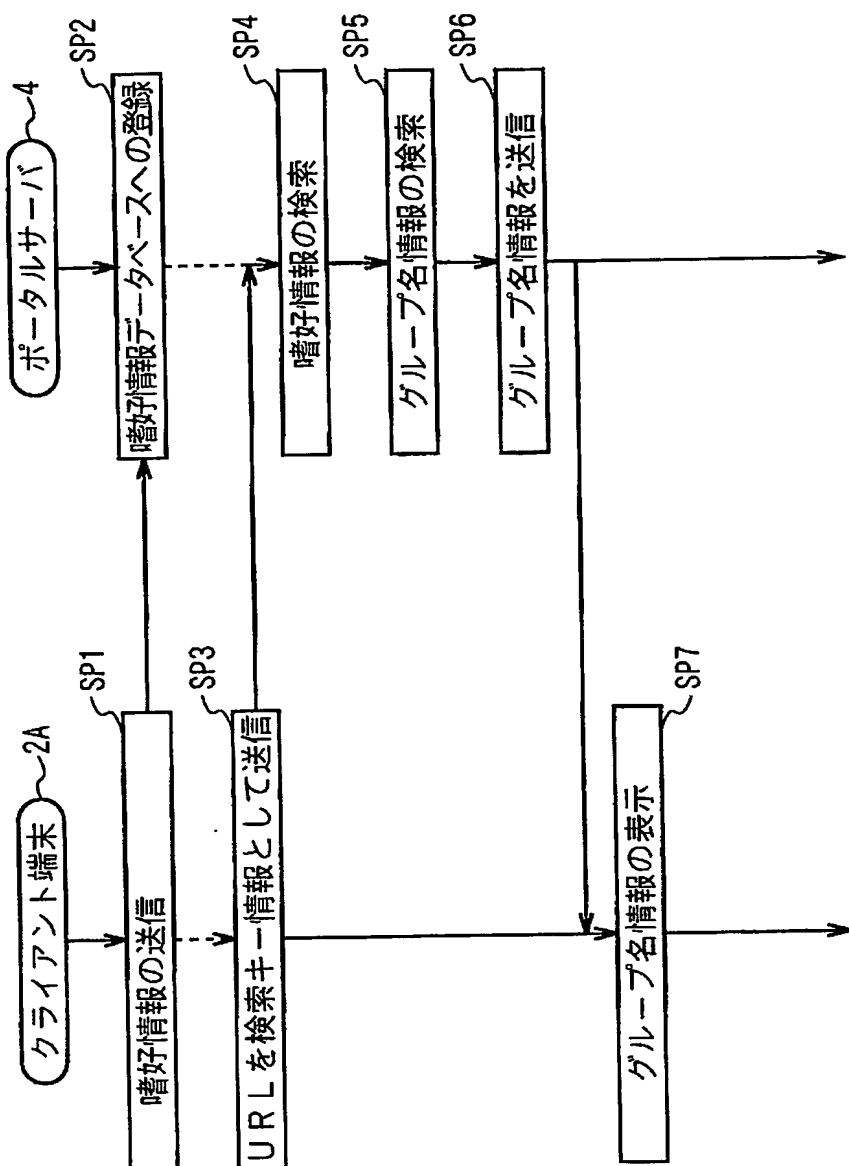 クライアント端末
2A
ポータルサーバ
4
SP1
嗜好情報の送信
SP2
嗜好情報データベースへの登録
SP3
URLを検索キー情報として送信
SP4
嗜好情報の検索
SP5
グループ名情報の検索
SP6
グループ名情報を送信
SP7
グループ名情報の表示